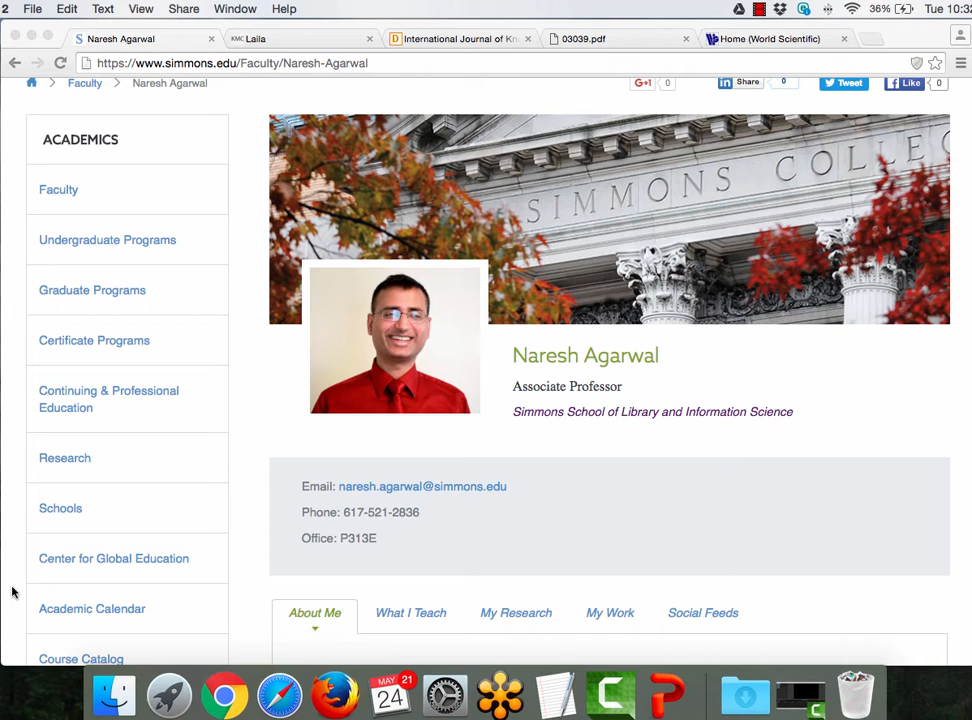 2 File Edit Text View Share Window Help 36% Tue 10:32
Naresh Agarwal Laila International Journal of Kn 03039.pdf Home (World Scientific)
https://www.simmons.edu/Faculty/Naresh-Agarwal
Faculty > Naresh Agarwal
G+1 0 in Share 0 Tweet Like 0
ACADEMICS
Faculty
Undergraduate Programs
Graduate Programs
Certificate Programs
Continuing & Professional
Education
Research
Schools
Center for Global Education
Academic Calendar
Course Catalog
SIMMONS COLLEG
Naresh Agarwal
Associate Professor
Simmons School of Library and Information Science
Email: naresh.agarwal@simmons.edu
Phone: 617-521-2836
Office: P313E
About Me What I Teach My Research My Work Social Feeds
MAY 21
24